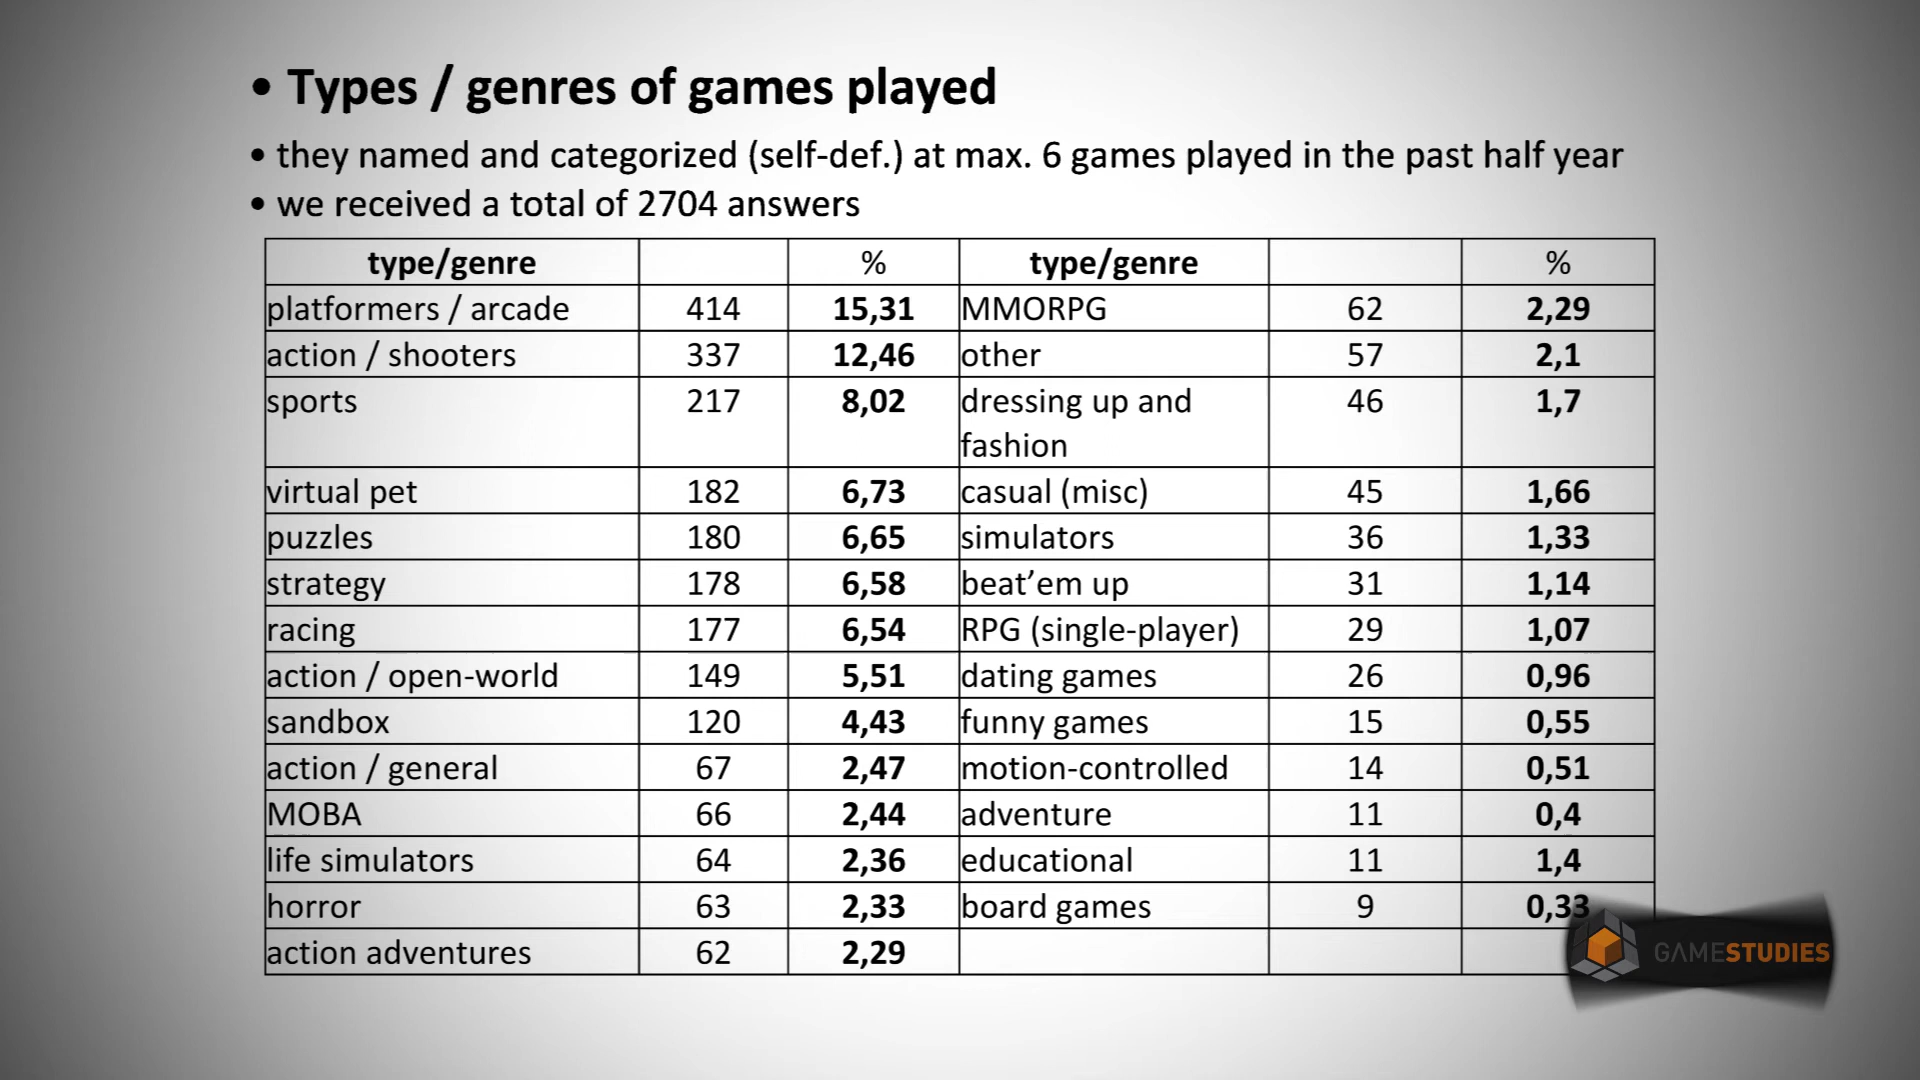 • Types / genres of games played
• they named and categorized (self-def.) at max. 6 games played in the past half year
• we received a total of 2704 answers
type/genre % type/genre %
platformers / arcade 414 15,31 MMORPG 62 2,29
action / shooters 337 12,46 other 57 2,1
sports 217 8,02 dressing up and 46 1,7
fashion
virtual pet 182 6,73 casual (misc) 45 1,66
puzzles 180 6,65 simulators 36 1,33
strategy 178 6,58 beat’em up 31 1,14
racing 177 6,54 RPG (single-player) 29 1,07
action / open-world 149 5,51 dating games 26 0,96
sandbox 120 4,43 funny games 15 0,55
action / general 67 2,47 motion-controlled 14 0,51
MOBA 66 2,44 adventure 11 0,4
life simulators 64 2,36 educational 11 1,4
horror 63 2,33 board games 9 0,33
action adventures 62 2,29
GAMESTUDIES